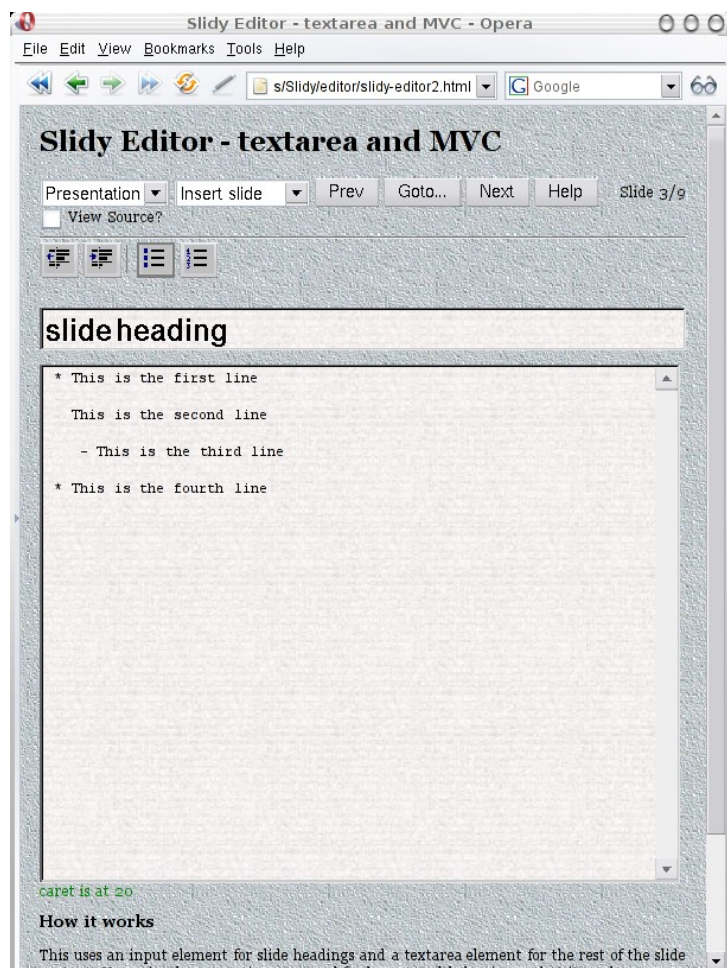 Slidy Editor - textarea and MVC - Opera
File Edit View Bookmarks Tools Help
s/Slidy/editor/slidy-editor2.html Google
Slidy Editor - textarea and MVC
Presentation Insert slide Prev Goto... Next Help Slide 3/9
View Source?
slide heading
* This is the first line
This is the second line
- This is the third line
* This is the fourth line
caret is at 20
How it works
This uses an input element for slide headings and a textarea element for the rest of the slide